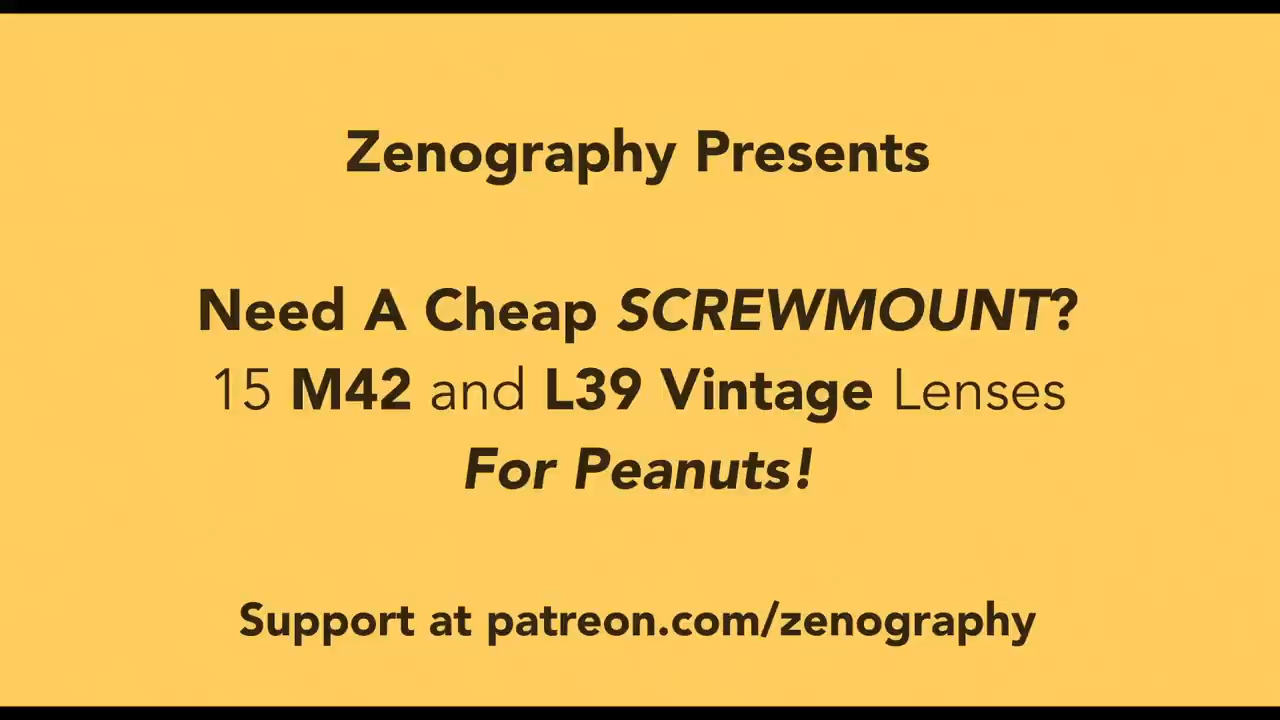 Zenography Presents
Need A Cheap SCREWMOUNT?
15 M42 and L39 Vintage Lenses
For Peanuts!
Support at patreon.com/zenography